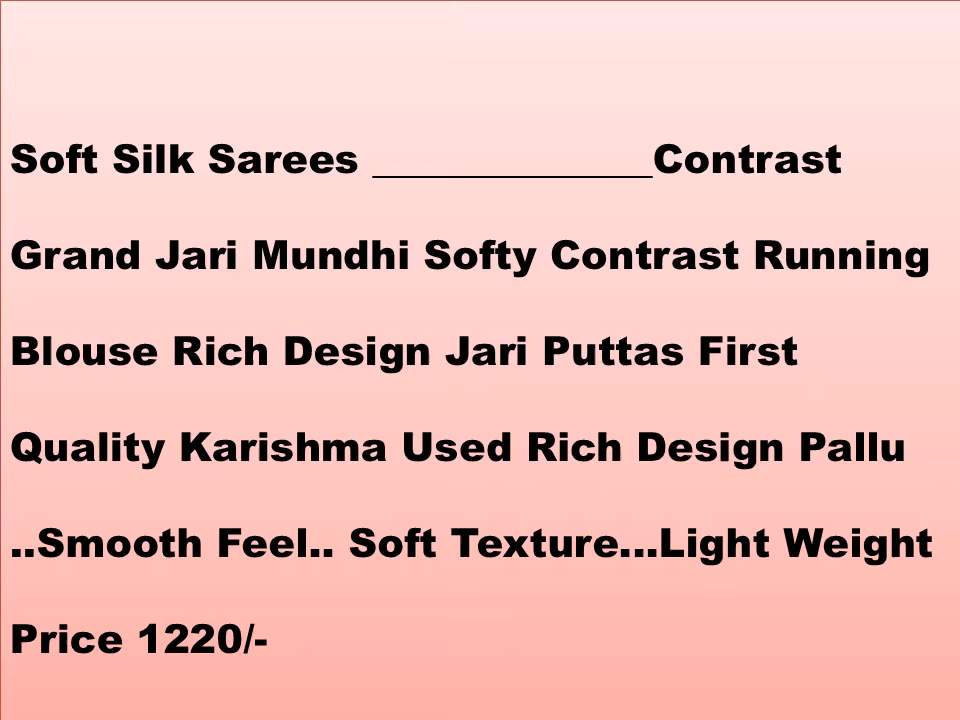 Soft Silk Sarees ______________Contrast
Grand Jari Mundhi Softy Contrast Running
Blouse Rich Design Jari Puttas First
Quality Karishma Used Rich Design Pallu
..Smooth Feel.. Soft Texture...Light Weight
Price 1220/-